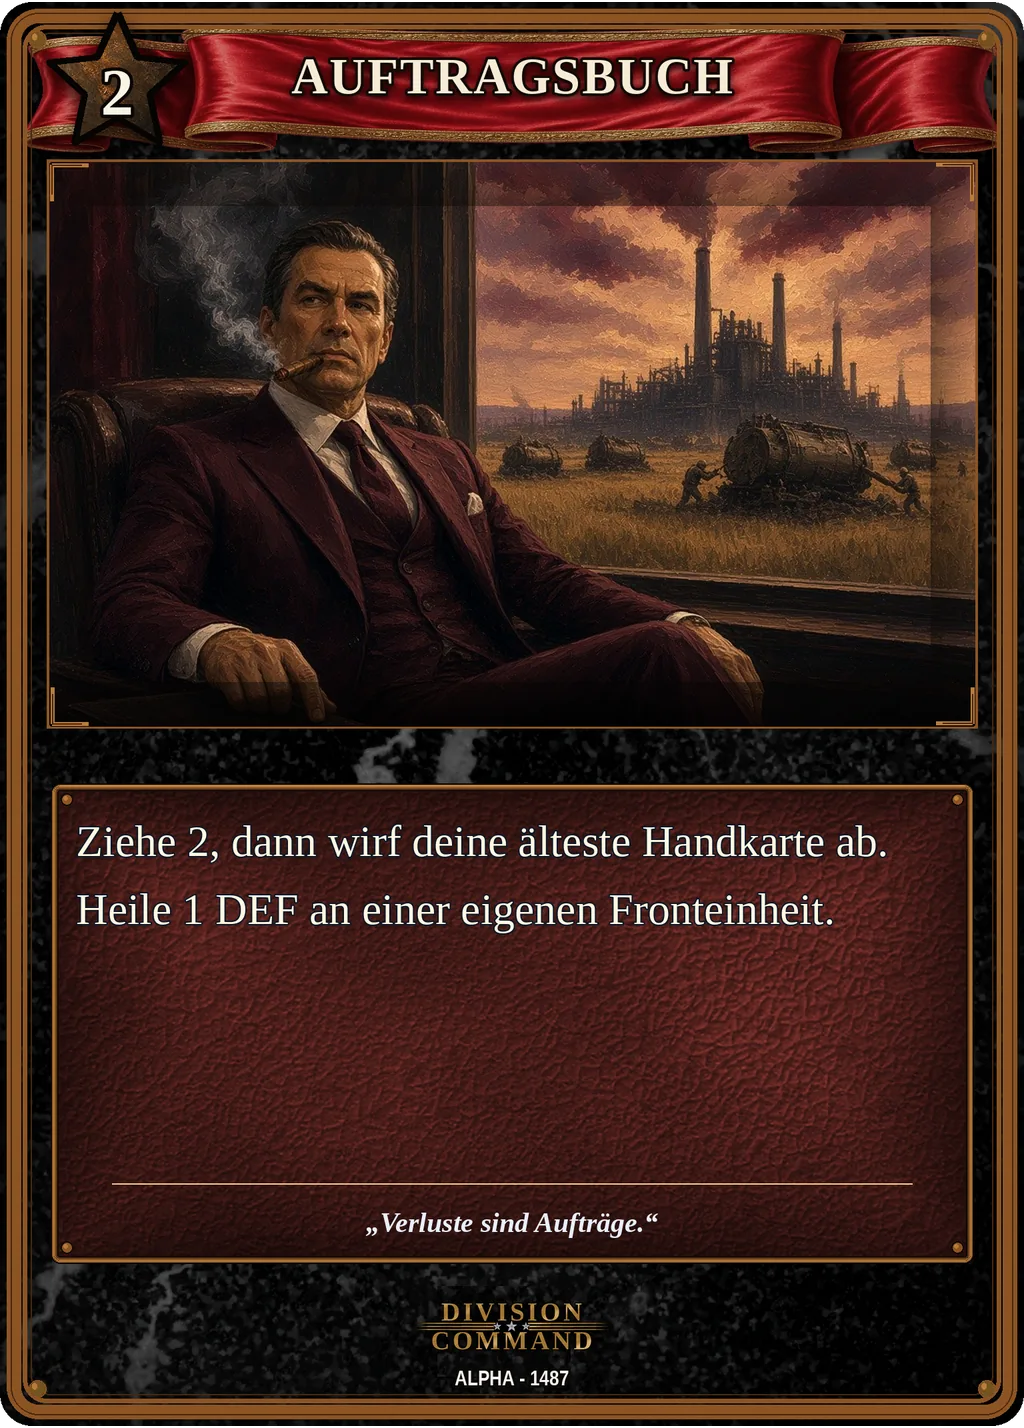 2
AUFTRAGSBUCH
Ziehe 2, dann wirf deine älteste Handkarte ab.
Heile 1 DEF an einer eigenen Fronteinheit.
„Verluste sind Aufträge.“
DIVISION
COMMAND
ALPHA - 1487